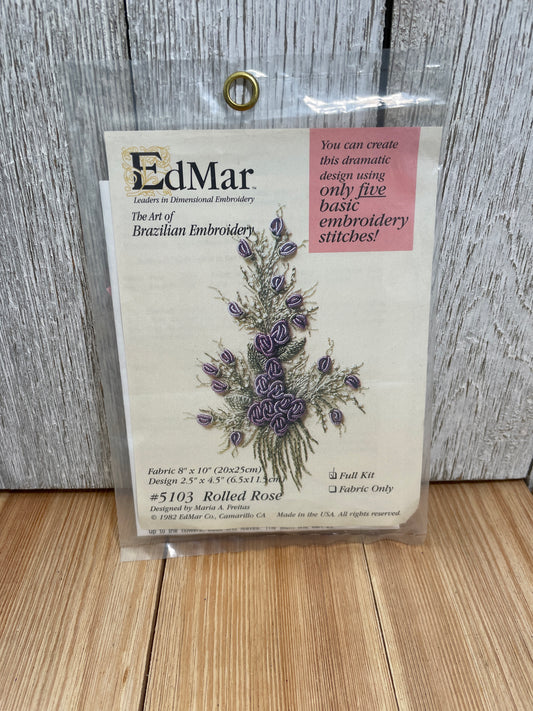 EdMar™
Leaders in Dimensional Embroidery
The Art of
Brazilian Embroidery
You can create
this dramatic
design using
only five
basic
embroidery
stitches!
Fabric 8" x 10" (20x25cm)
Design 2.5" x 4.5" (6.5x11.5cm)
#5103 Rolled Rose
Designed by Maria A. Freitas
© 1982 EdMar Co., Camarillo CA
Full Kit
Fabric Only
Made in the USA All rights reserved